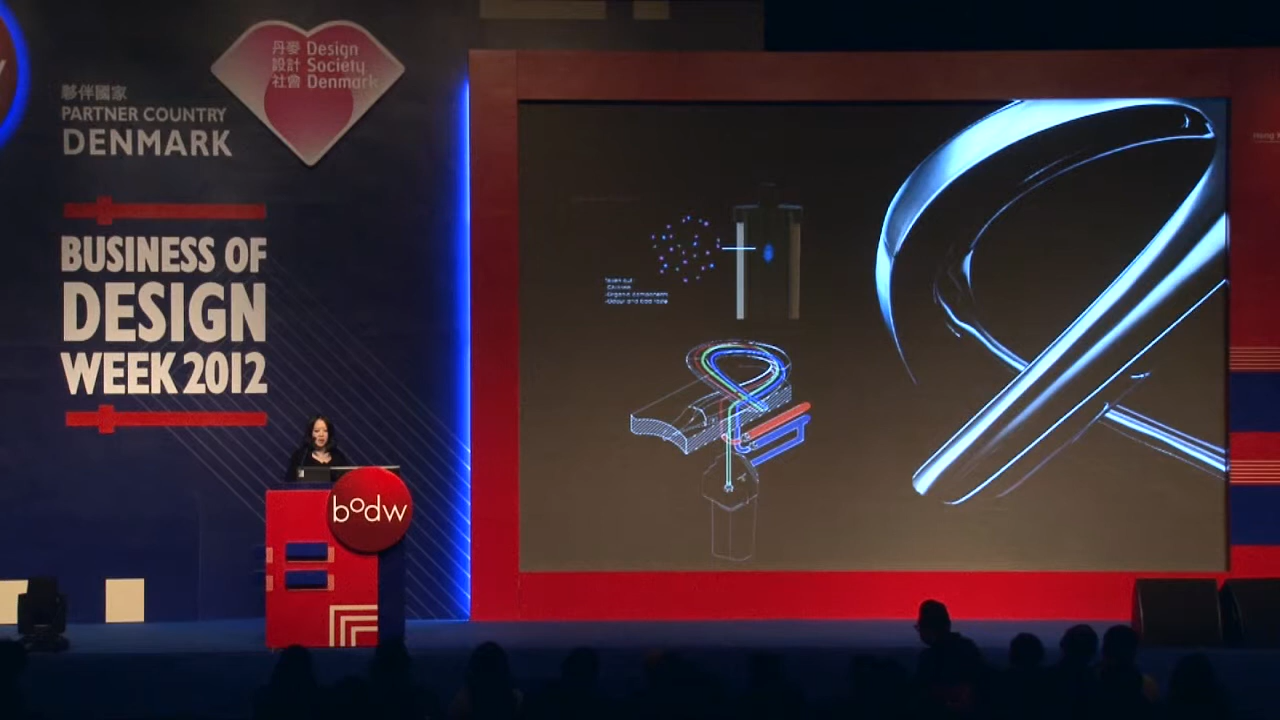 丹麥 Design
設計 Society
社會 Denmark
夥伴國家
PARTNER COUNTRY
DENMARK
BUSINESS OF
DESIGN
WEEK 2012
bodw